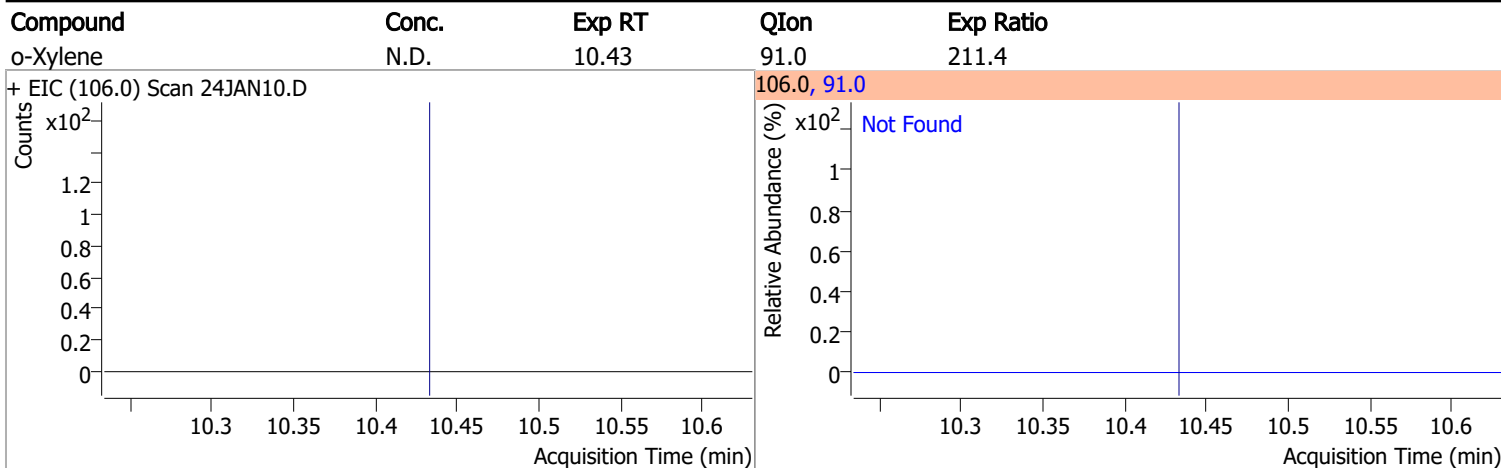 Compound Conc. Exp RT QIon Exp Ratio
o-Xylene N.D. 10.43 91.0 211.4
+ EIC (106.0) Scan 24JAN10.D
Counts
x10²
1.2
1
0.8
0.6
0.4
0.2
0
10.3 10.35 10.4 10.45 10.5 10.55 10.6
Acquisition Time (min)
106.0, 91.0
Relative Abundance (%)
x10²
Not Found
1
0.8
0.6
0.4
0.2
0
10.3 10.35 10.4 10.45 10.5 10.55 10.6
Acquisition Time (min)